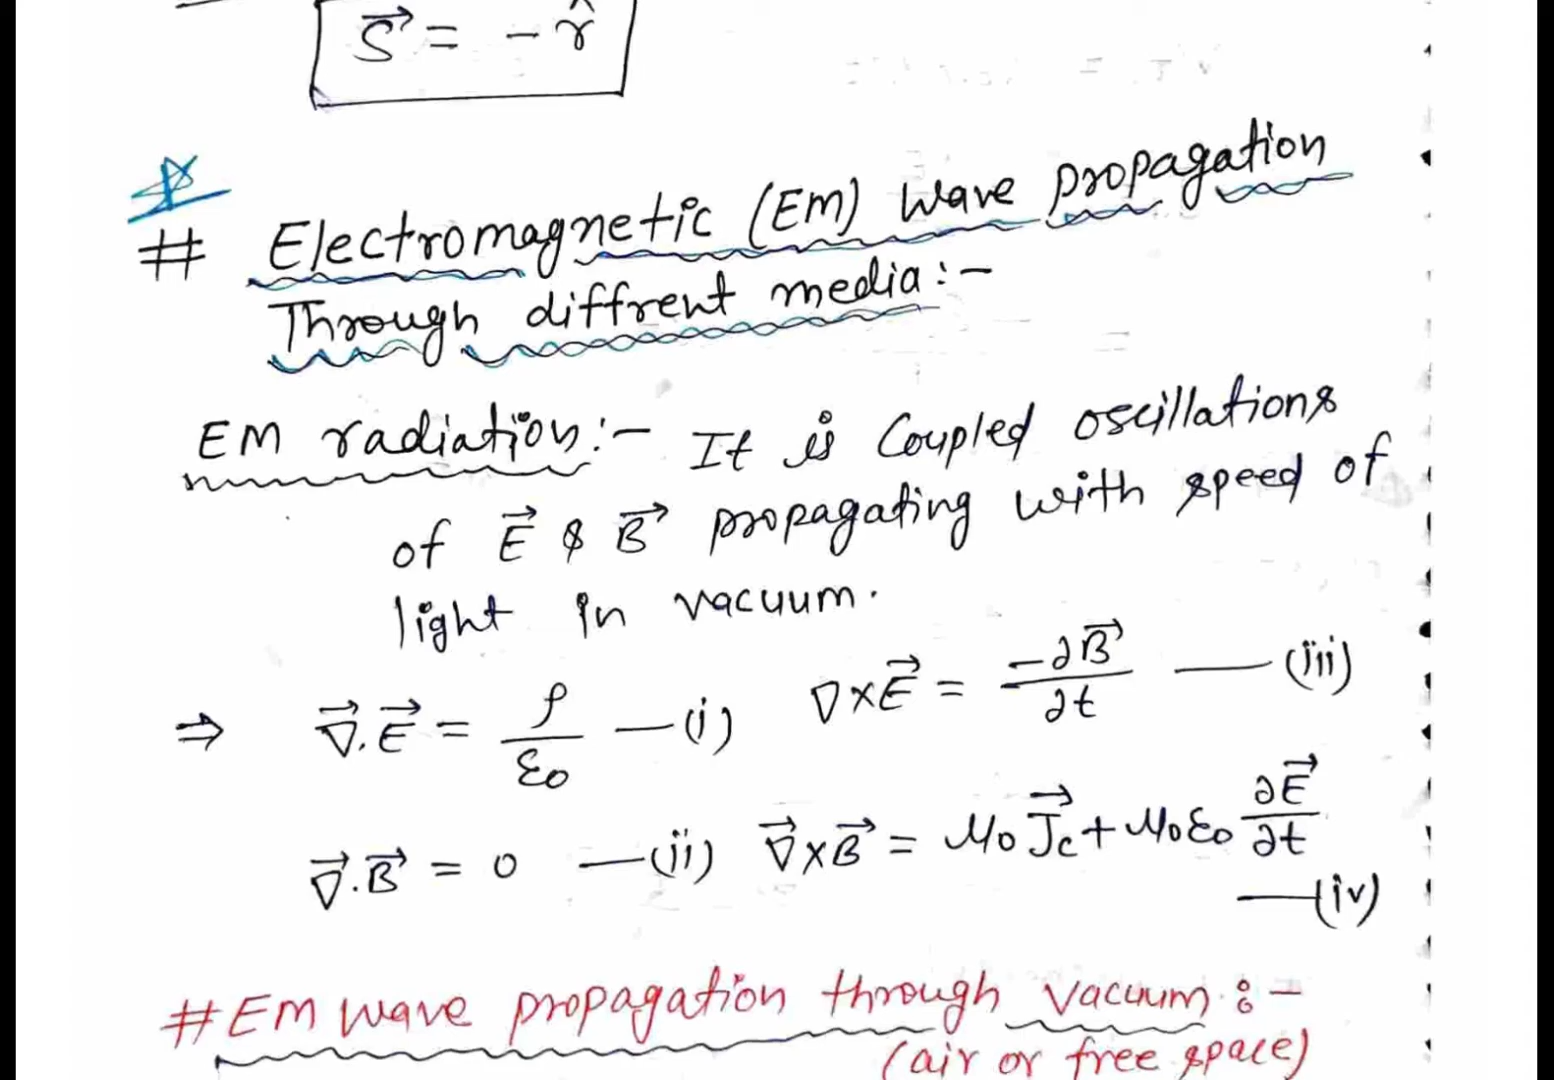 S⃗ = - r̂
# Electromagnetic (EM) wave propagation
Through diffrent media:-
EM radiation:- It is Coupled oscillations
of E⃗ & B⃗ propagating with speed of
light in vacuum.
⇒ ∇⃗.E⃗ = ρ/ε0 —(i) ∇×E⃗ = -∂B⃗/∂t —(iii)
∇⃗.B⃗ = 0 —(ii) ∇⃗×B⃗ = μ0 J⃗c + μ0ε0 ∂E⃗/∂t
—(iv)
# EM wave propagation through vacuum:-
(air or free space)